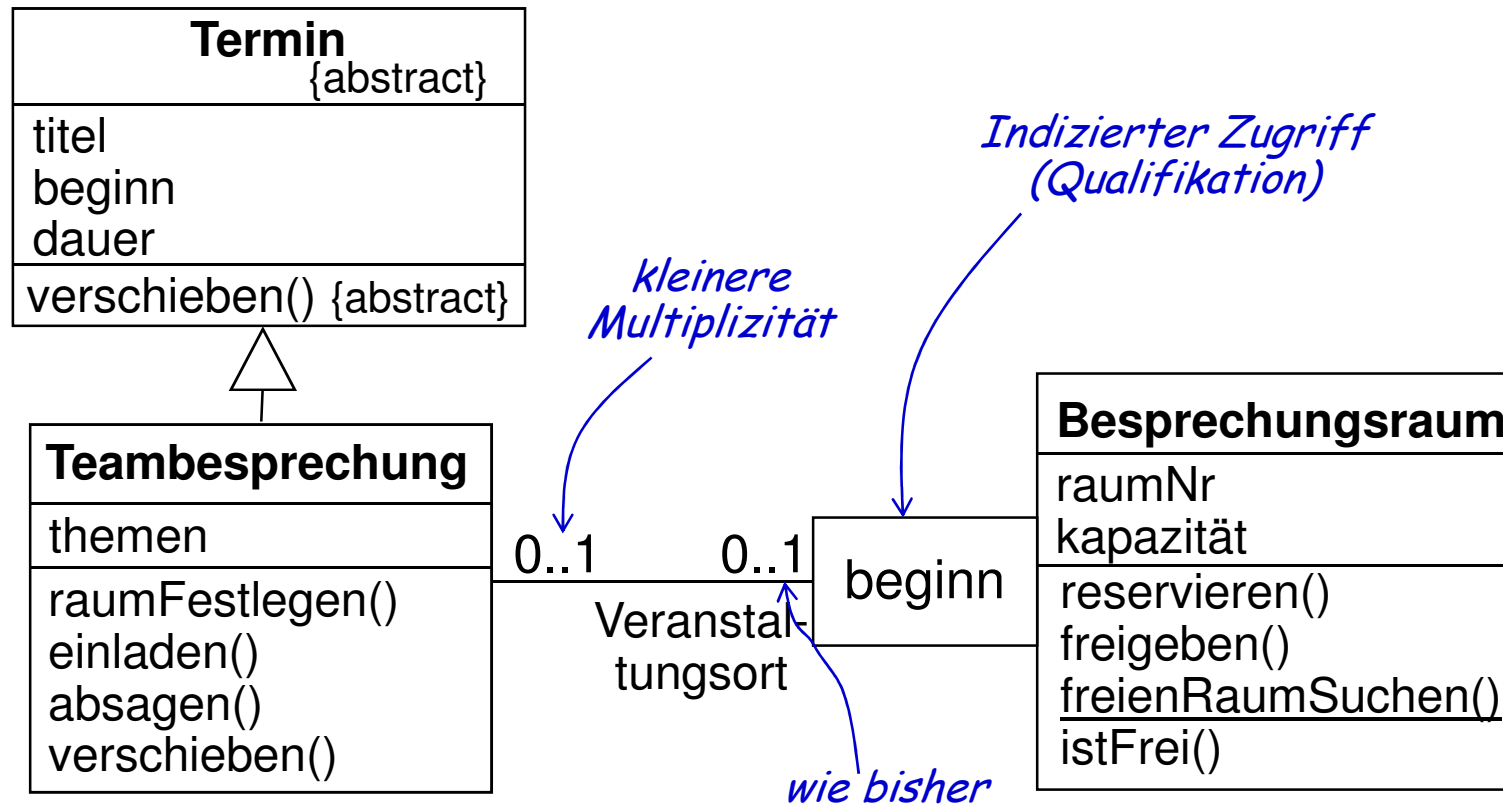 Termin
{abstract}
titel
beginn
dauer
verschieben() {abstract}
Indizierter Zugriff
(Qualifikation)
kleinere
Multiplizität
Teambesprechung
themen
raumFestlegen()
einladen()
absagen()
verschieben()
0..1
0..1
Veranstal-
tungsort
wie bisher
beginn
Besprechungsraum
raumNr
kapazität
reservieren()
freigeben()
freienRaumSuchen()
istFrei()